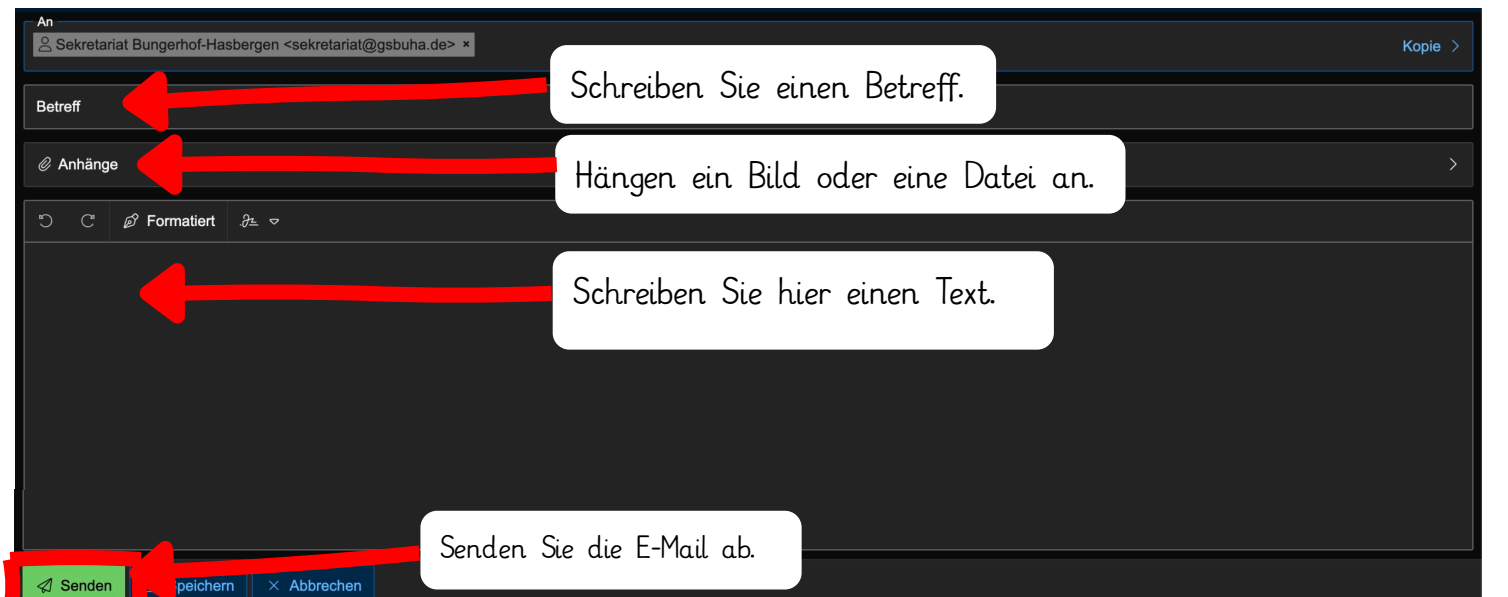 An
Sekretariat Bungerhof-Hasbergen <sekretariat@gsbuha.de> ×
Kopie
Schreiben Sie einen Betreff.
Betreff
Anhänge
Hängen ein Bild oder eine Datei an.
Formatiert
Schreiben Sie hier einen Text.
Senden Sie die E-Mail ab.
Senden
peichern
Abbrechen